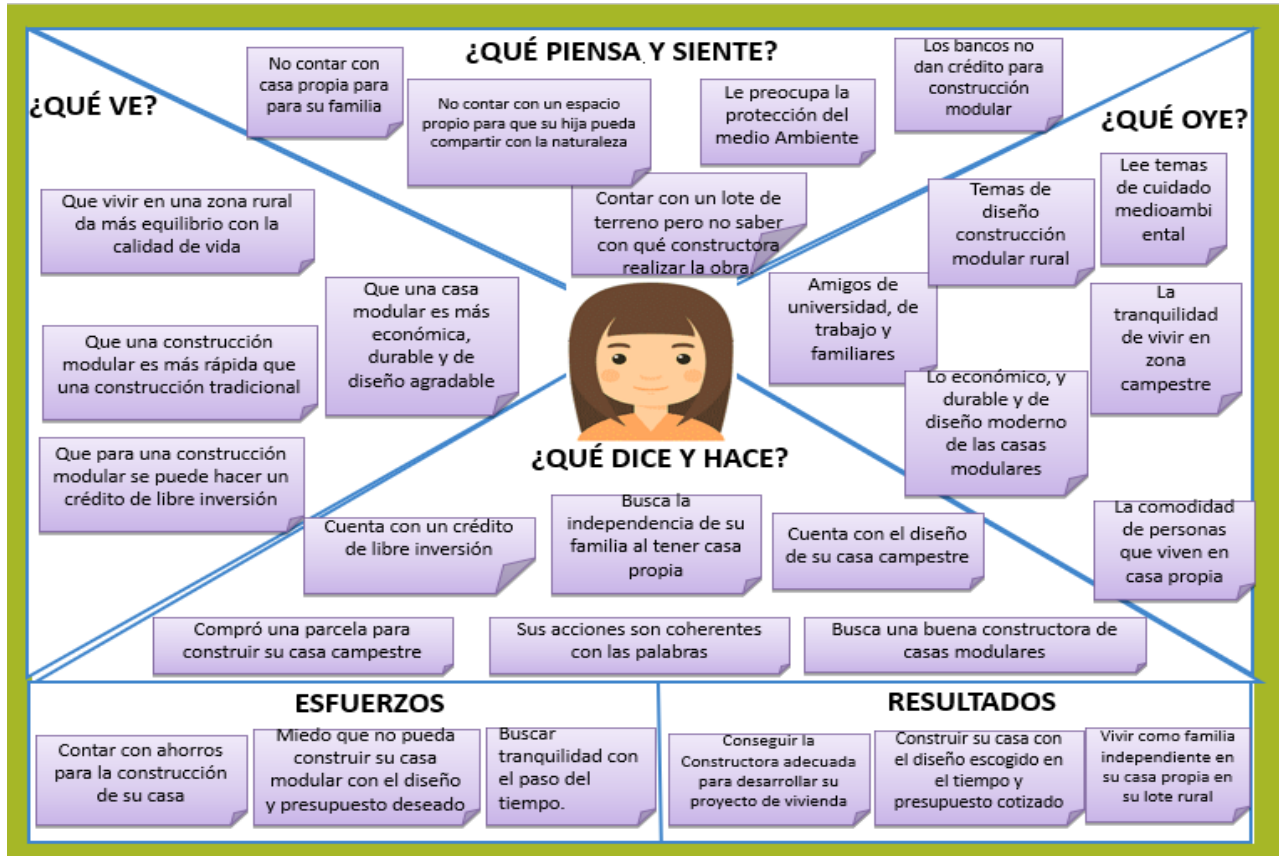 ¿QUÉ PIENSA Y SIENTE?
No contar con
casa propia para
para su familia
No contar con un espacio
propio para que su hija pueda
compartir con la naturaleza
Le preocupa la
protección del
medio Ambiente
Los bancos no
dan crédito para
construcción
modular
Contar con un lote de
terreno pero no saber
con qué constructora
realizar la obra.
¿QUÉ VE?
Que vivir en una zona rural
da más equilibrio con la
calidad de vida
Que una casa
modular es más
económica,
durable y de
diseño agradable
Que una construcción
modular es más rápida que
una construcción tradicional
Que para una construcción
modular se puede hacer un
crédito de libre inversión
¿QUÉ OYE?
Lee temas
de cuidado
medioambi
ental
Temas de
diseño
construcción
modular rural
Amigos de
universidad, de
trabajo y
familiares
La
tranquilidad
de vivir en
zona
campestre
Lo económico, y
durable y de
diseño moderno
de las casas
modulares
La comodidad
de personas
que viven en
casa propia
¿QUÉ DICE Y HACE?
Cuenta con un crédito
de libre inversión
Busca la
independencia de su
familia al tener casa
propia
Cuenta con el diseño
de su casa campestre
Compró una parcela para
construir su casa campestre
Sus acciones son coherentes
con las palabras
Busca una buena constructora de
casas modulares
ESFUERZOS
Contar con ahorros
para la construcción
de su casa
Miedo que no pueda
construir su casa
modular con el diseño
y presupuesto deseado
Buscar
tranquilidad con
el paso del
tiempo.
RESULTADOS
Conseguir la
Constructora adecuada
para desarrollar su
proyecto de vivienda
Construir su casa con
el diseño escogido en
el tiempo y
presupuesto cotizado
Vivir como familia
independiente en
su casa propia en
su lote rural